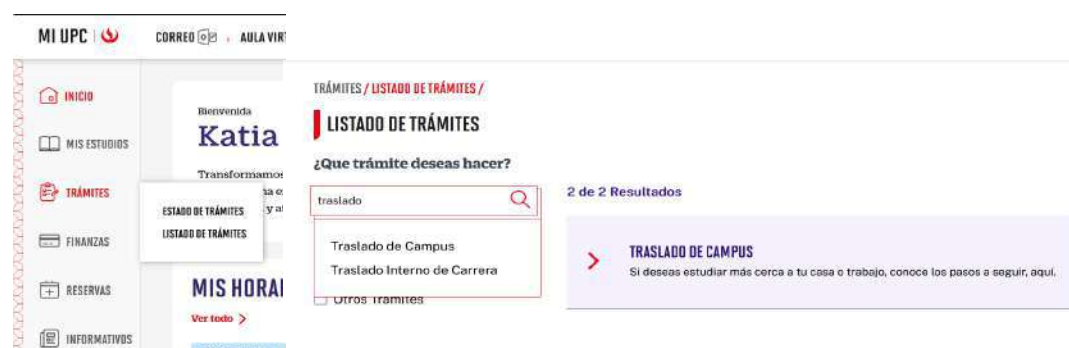 MI UPC
CORREO
AULA VIR
INICIO
MIS ESTUDIOS
TRÁMITES
FINANZAS
RESERVAS
INFORMATIVOS
Bienvenida
Katia
Transformamos
ESTADO DE TRÁMITES
LISTADO DE TRÁMITES
MIS HORA
Ver todo >
TRÁMITES / LISTADO DE TRÁMITES /
LISTADO DE TRÁMITES
¿Que trámite deseas hacer?
traslado
Traslado de Campus
Traslado Interno de Carrera
Otros Tramites
2 de 2 Resultados
TRASLADO DE CAMPUS
Si deseas estudiar más cerca a tu casa o trabajo, conoce los pasos a seguir, aquí.